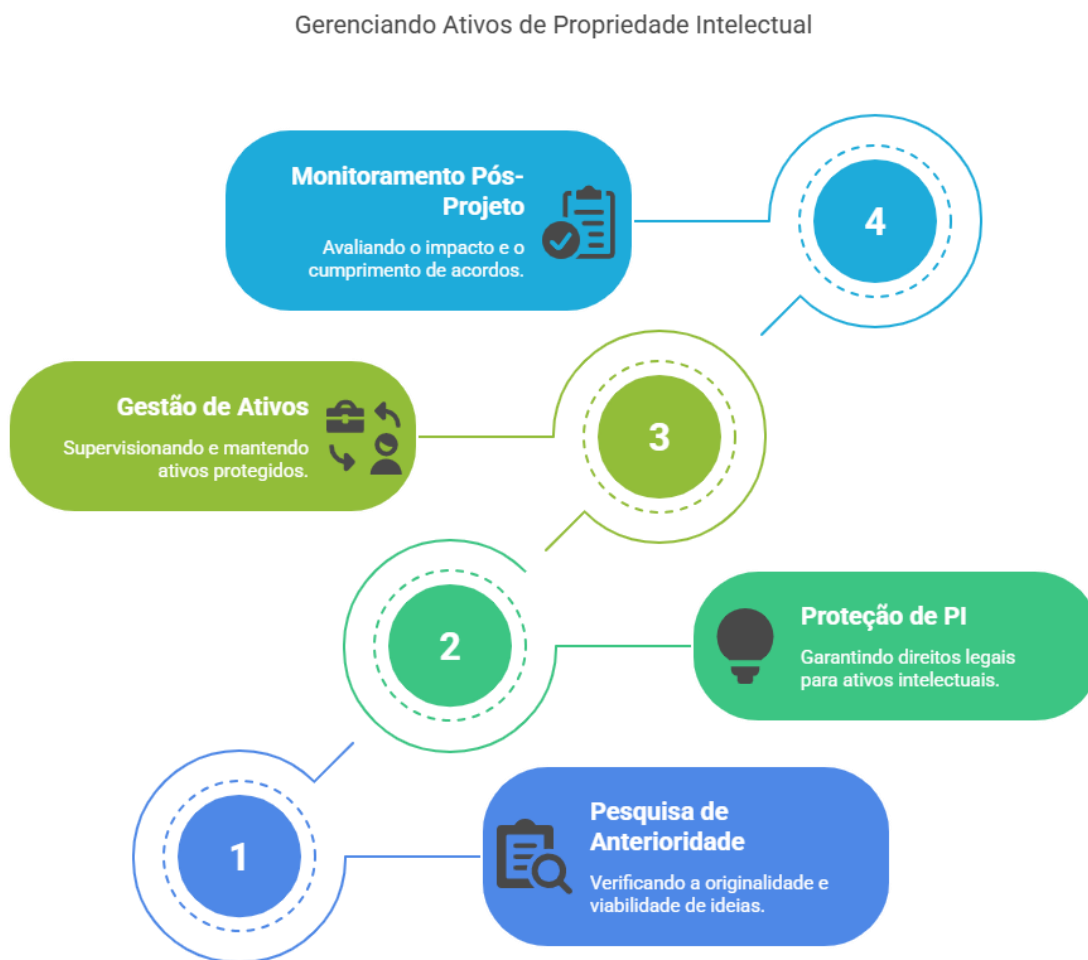 Gerenciando Ativos de Propriedade Intelectual
Monitoramento Pós-
Projeto
Avaliando o impacto e o
cumprimento de acordos.
4
Gestão de Ativos
Supervisionando e mantendo
ativos protegidos.
3
2
Proteção de PI
Garantindo direitos legais
para ativos intelectuais.
1
Pesquisa de
Anterioridade
Verificando a originalidade e
viabilidade de ideias.